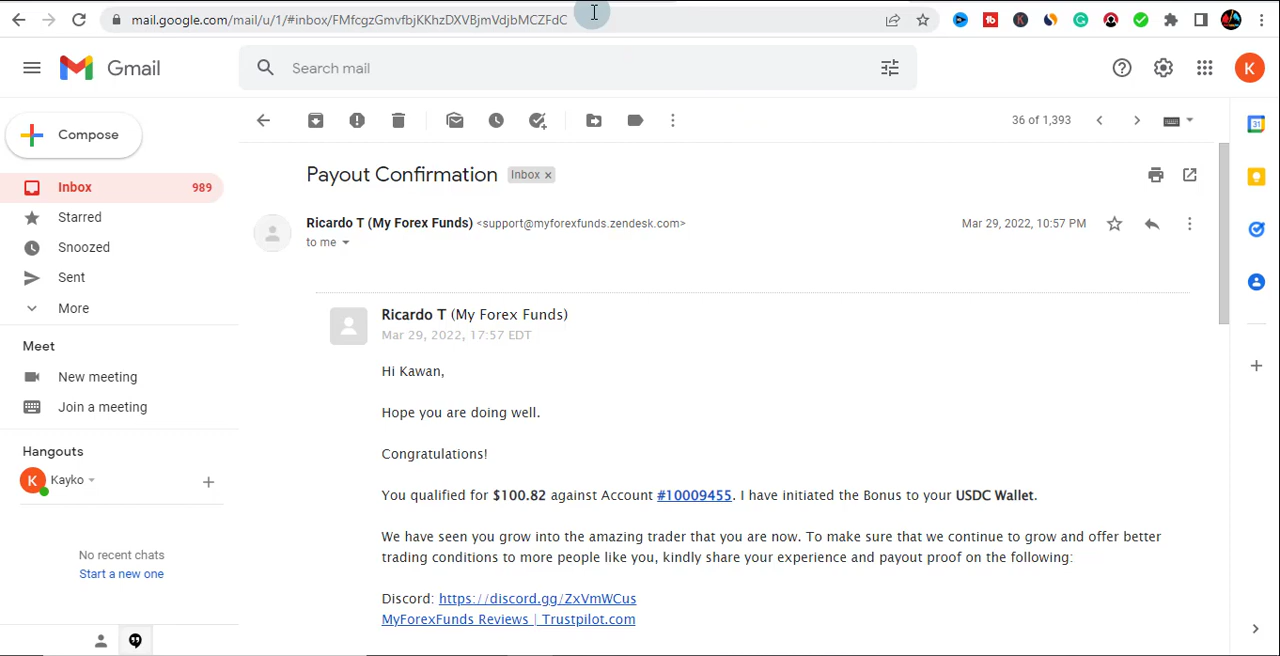 mail.google.com/mail/u/1/#inbox/FMfcgzGmvfbjKKhzDXVBjmVdjbMCZFdC
Gmail
Search mail
K
Compose
36 of 1,393
Inbox 989
Starred
Snoozed
Sent
More
Meet
New meeting
Join a meeting
Hangouts
K Kayko
No recent chats
Start a new one
Payout Confirmation Inbox ×
Ricardo T (My Forex Funds) <support@myforexfunds.zendesk.com> Mar 29, 2022, 10:57 PM
to me
Ricardo T (My Forex Funds)
Mar 29, 2022, 17:57 EDT
Hi Kawan,
Hope you are doing well.
Congratulations!
You qualified for $100.82 against Account #10009455. I have initiated the Bonus to your USDC Wallet.
We have seen you grow into the amazing trader that you are now. To make sure that we continue to grow and offer better
trading conditions to more people like you, kindly share your experience and payout proof on the following:
Discord: https://discord.gg/ZxVmWCus
MyForexFunds Reviews | Trustpilot.com
31